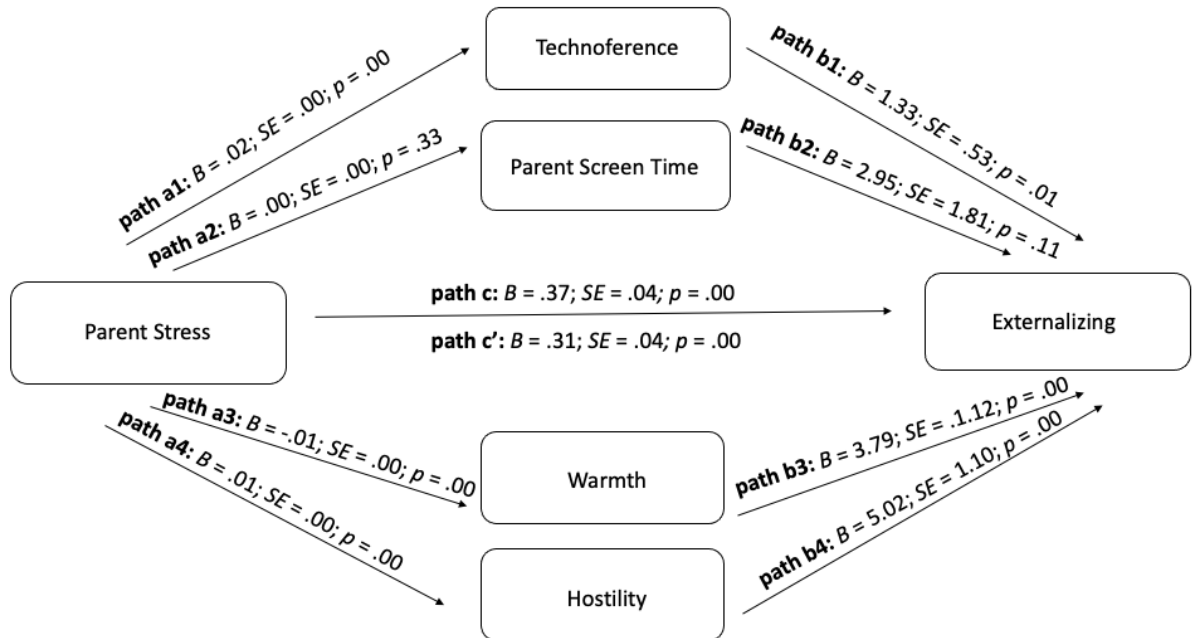 Technoference
path a1: B = .02; SE = .00; p = .00
path b1: B = 1.33; SE = .53; p = .01
Parent Screen Time
path a2: B = .00; SE = .00; p = .33
path b2: B = 2.95; SE = 1.81; p = .11
Parent Stress
path c: B = .37; SE = .04; p = .00
path c’: B = .31; SE = .04; p = .00
Externalizing
path a3: B = -.01; SE = .00; p = .00
Warmth
path b3: B = 3.79; SE = .1.12; p = .00
path a4: B = .01; SE = .00; p = .00
Hostility
path b4: B = 5.02; SE = 1.10; p = .00